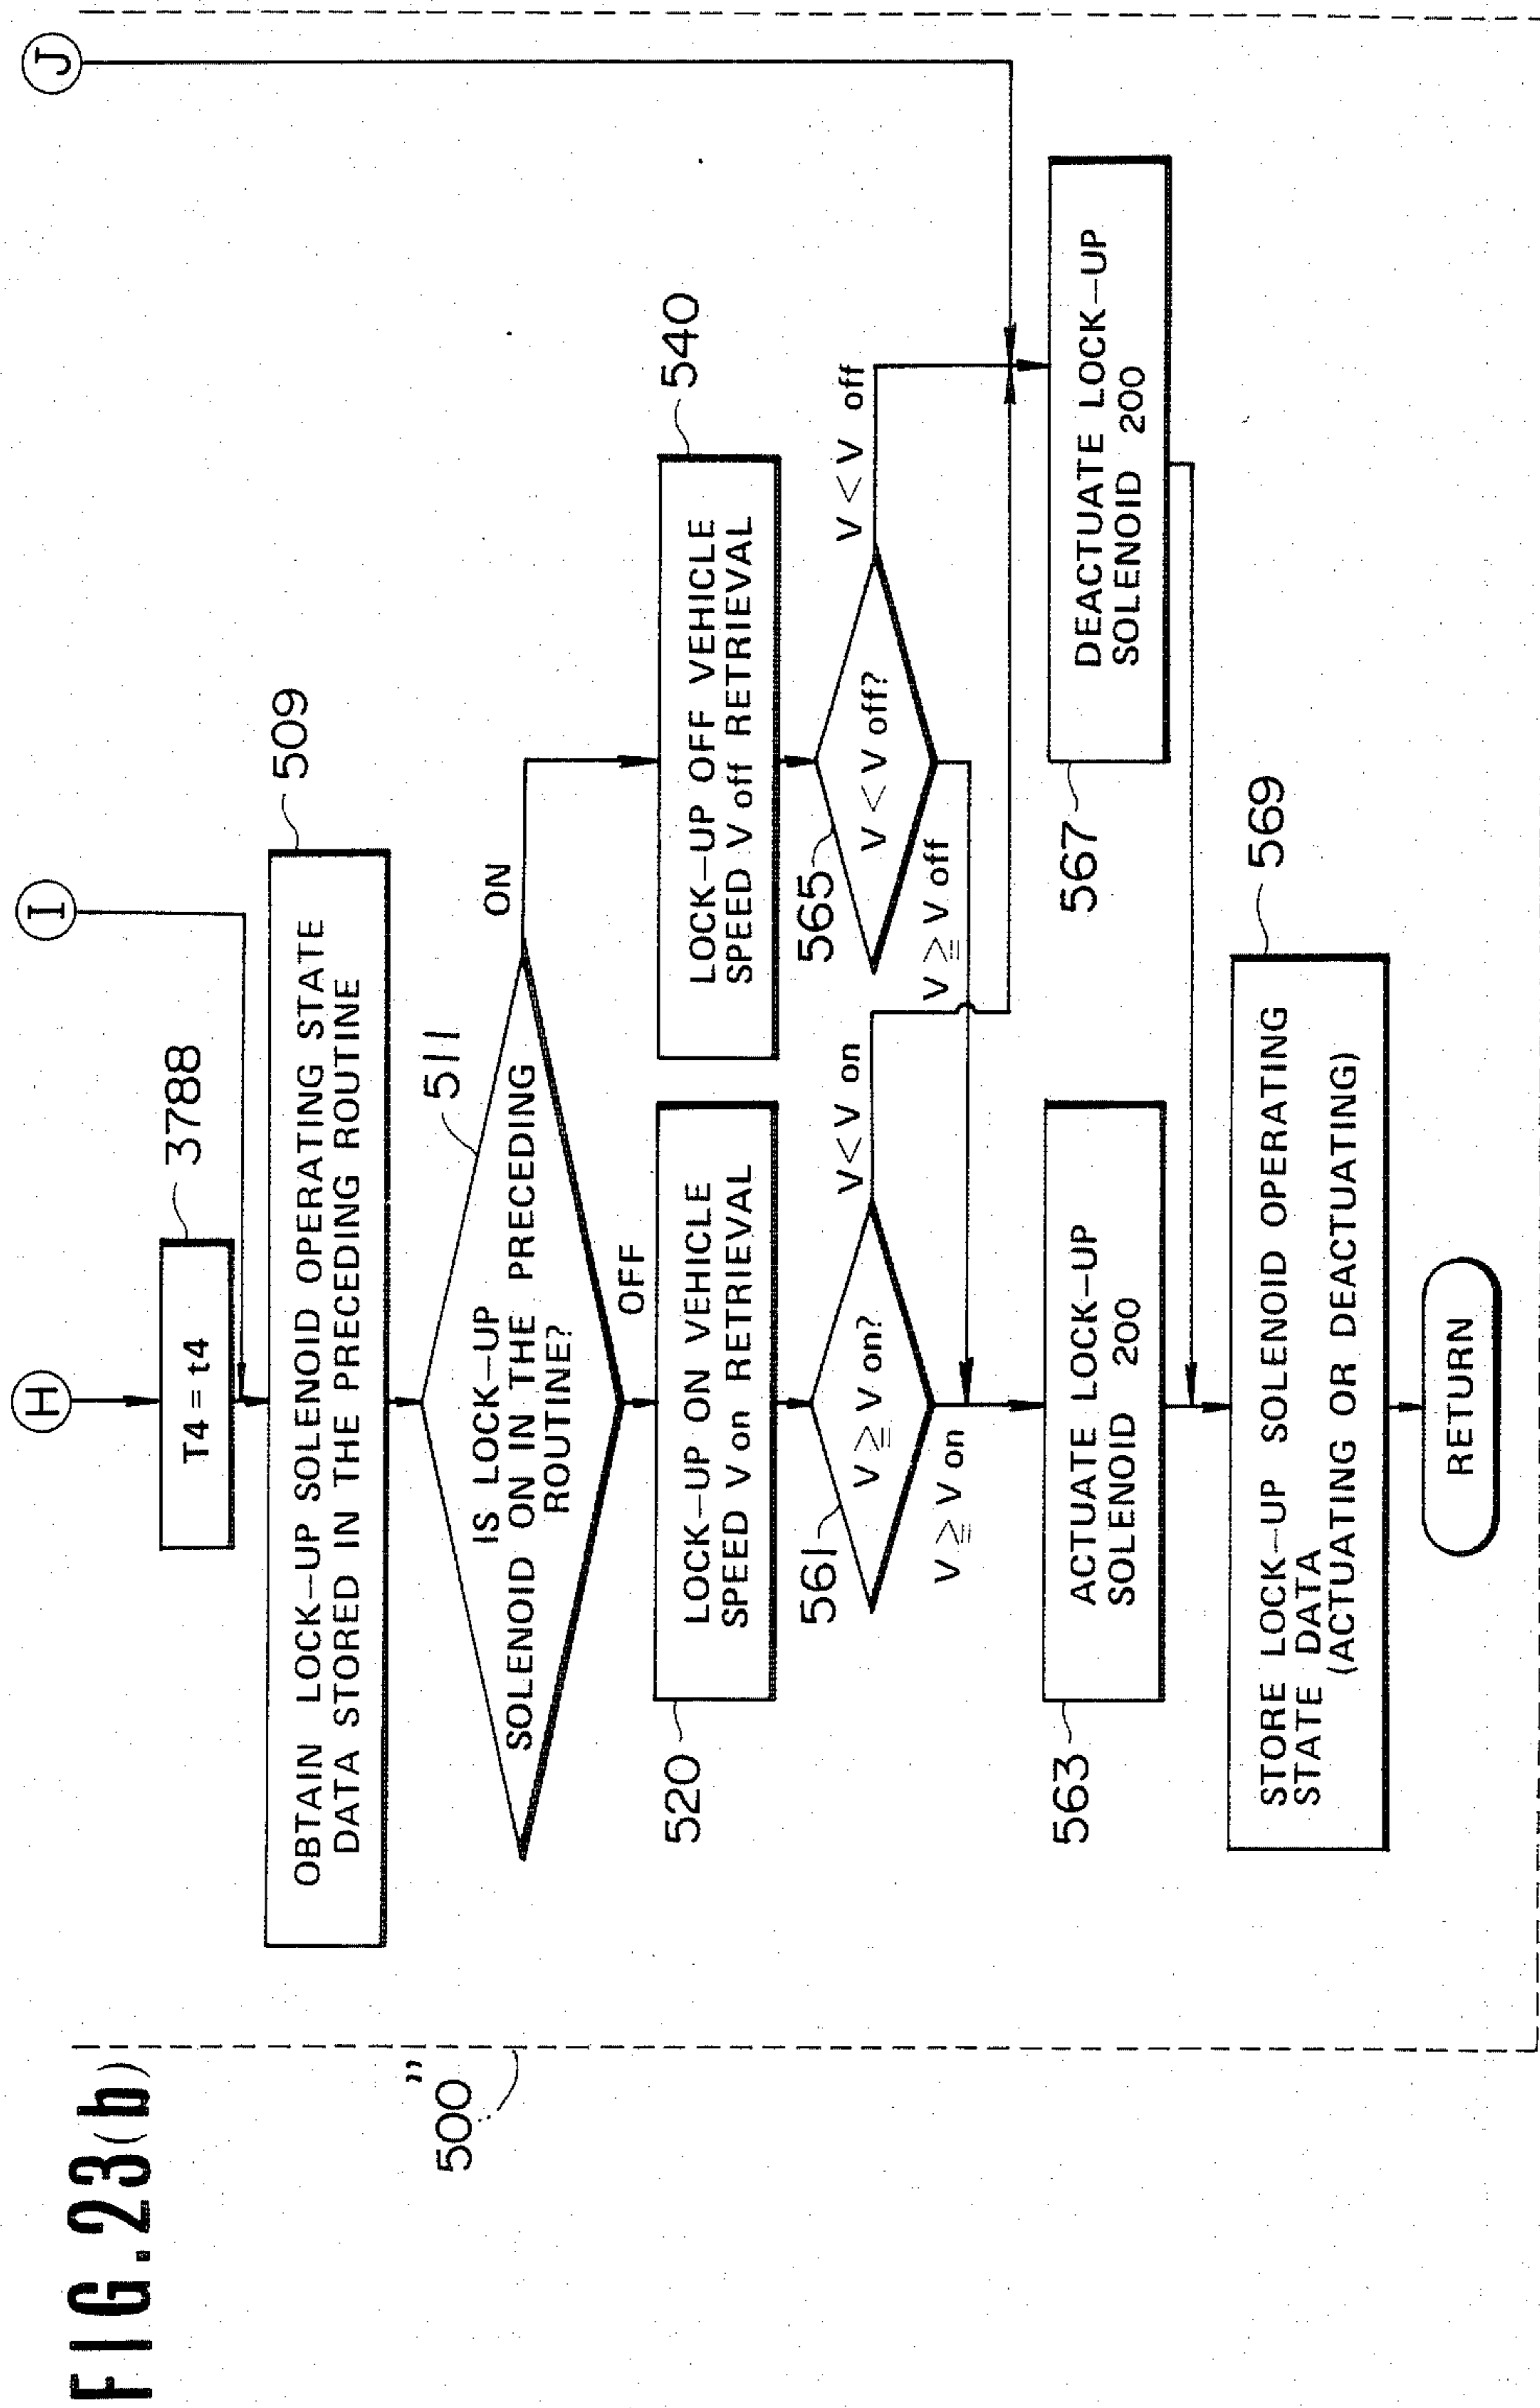 FIG.23(b)
500"
H
I
J
T4 = t4
3788
OBTAIN LOCK-UP SOLENOID OPERATING STATE
DATA STORED IN THE PRECEDING ROUTINE
509
IS LOCK-UP
SOLENOID ON IN THE PRECEDING
ROUTINE?
511
ON
OFF
LOCK-UP ON VEHICLE
SPEED V on RETRIEVAL
520
LOCK-UP OFF VEHICLE
SPEED V off RETRIEVAL
540
V ≧ V on?
561
V < V on
V ≧ V on
V < V off?
565
V < V off
V ≧ V off
ACTUATE LOCK-UP
SOLENOID 200
563
DEACTUATE LOCK-UP
SOLENOID 200
567
STORE LOCK-UP SOLENOID OPERATING
STATE DATA
(ACTUATING OR DEACTUATING)
569
RETURN